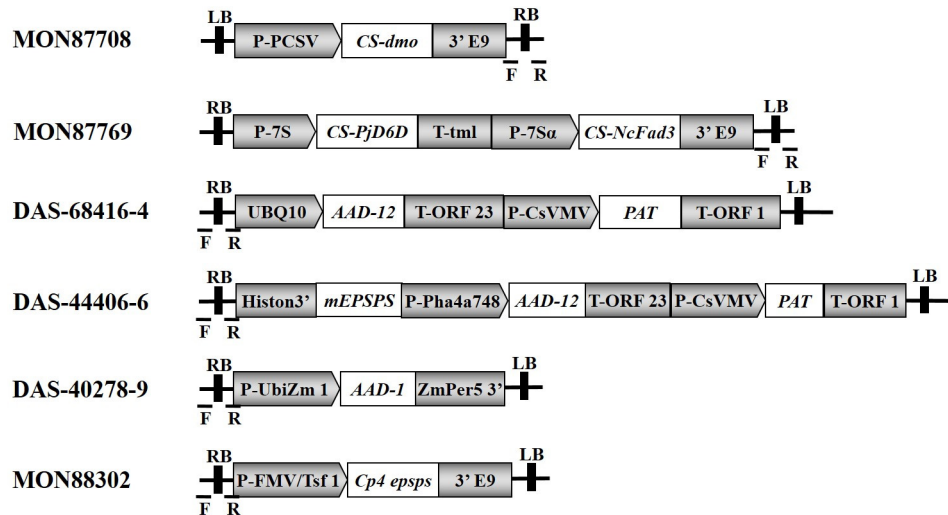 LB RB
MON87708 P-PCSV CS-dmo 3’ E9
F R
RB LB
MON87769 P-7S CS-PjD6D T-tml P-7Sα CS-NcFad3 3’ E9
F R
RB LB
DAS-68416-4 UBQ10 AAD-12 T-ORF 23 P-CsVMV PAT T-ORF 1
F R
RB LB
DAS-44406-6 Histon3’ mEPSPS P-Pha4a748 AAD-12 T-ORF 23 P-CsVMV PAT T-ORF 1
F R
RB LB
DAS-40278-9 P-UbiZm 1 AAD-1 ZmPer5 3’
F R
RB LB
MON88302 P-FMV/Tsf 1 Cp4 epsps 3’ E9
F R